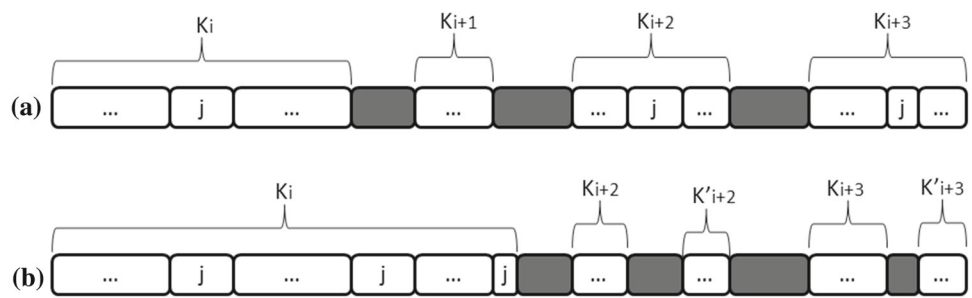 Ki Ki+1 Ki+2 Ki+3
(a) ... j ... ... ... j ... ... j ...
Ki Ki+2 K'i+2 Ki+3 K'i+3
(b) ... j ... j ... j ... ... ... ...